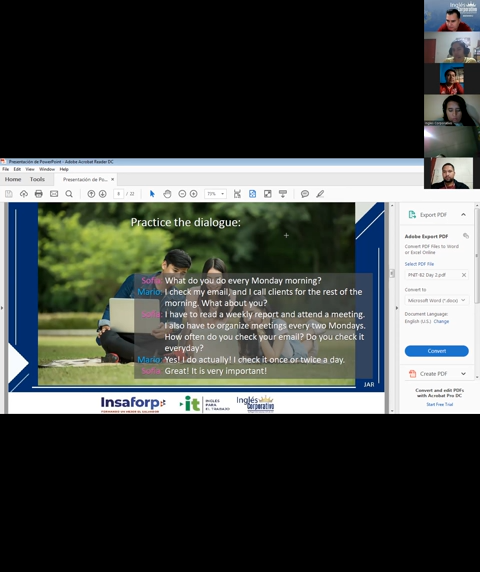 Inglés
Corporativo
Presentación de PowerPoint - Adobe Acrobat Reader DC
File Edit View Window Help
Home Tools Presentación de Po... ×
8 / 22
Practice the dialogue:
Sofia: What do you do every Monday morning?
Mario: I check my email, and I call clients for the rest of the
morning. What about you?
Sofia: I have to read a weekly report and attend a meeting.
I also have to organize meetings every two Mondays.
How often do you check your email? Do you check it
everyday?
Mario: Yes! I do actually! I check it once or twice a day.
Sofia: Great! It is very important!
JAR
Insaforp
it
INGLÉS
PARA
EL TRABAJO
Inglés
Corporativo
Export PDF
Adobe Export PDF
Convert PDF Files to Word
or Excel Online
Select PDF File
PNIT-B2 Day 2.pdf ×
Convert to
Microsoft Word (*.docx)
Document Language:
English (U.S.) Change
Convert
Create PDF
Convert and edit PDFs
with Acrobat Pro DC
Start Free Trial